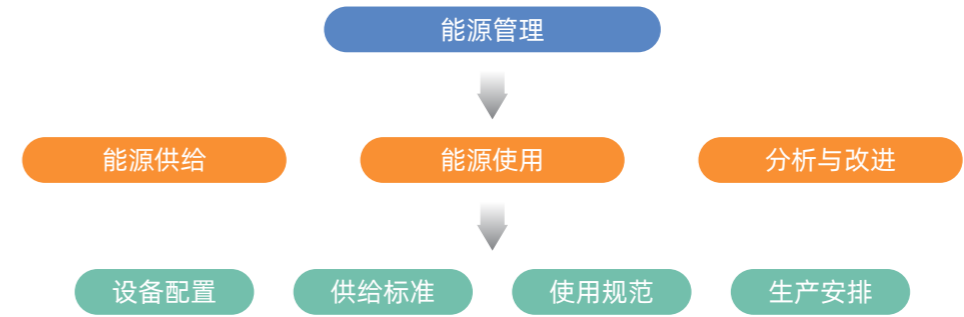 能源管理
能源供给
能源使用
分析与改进
设备配置
供给标准
使用规范
生产安排